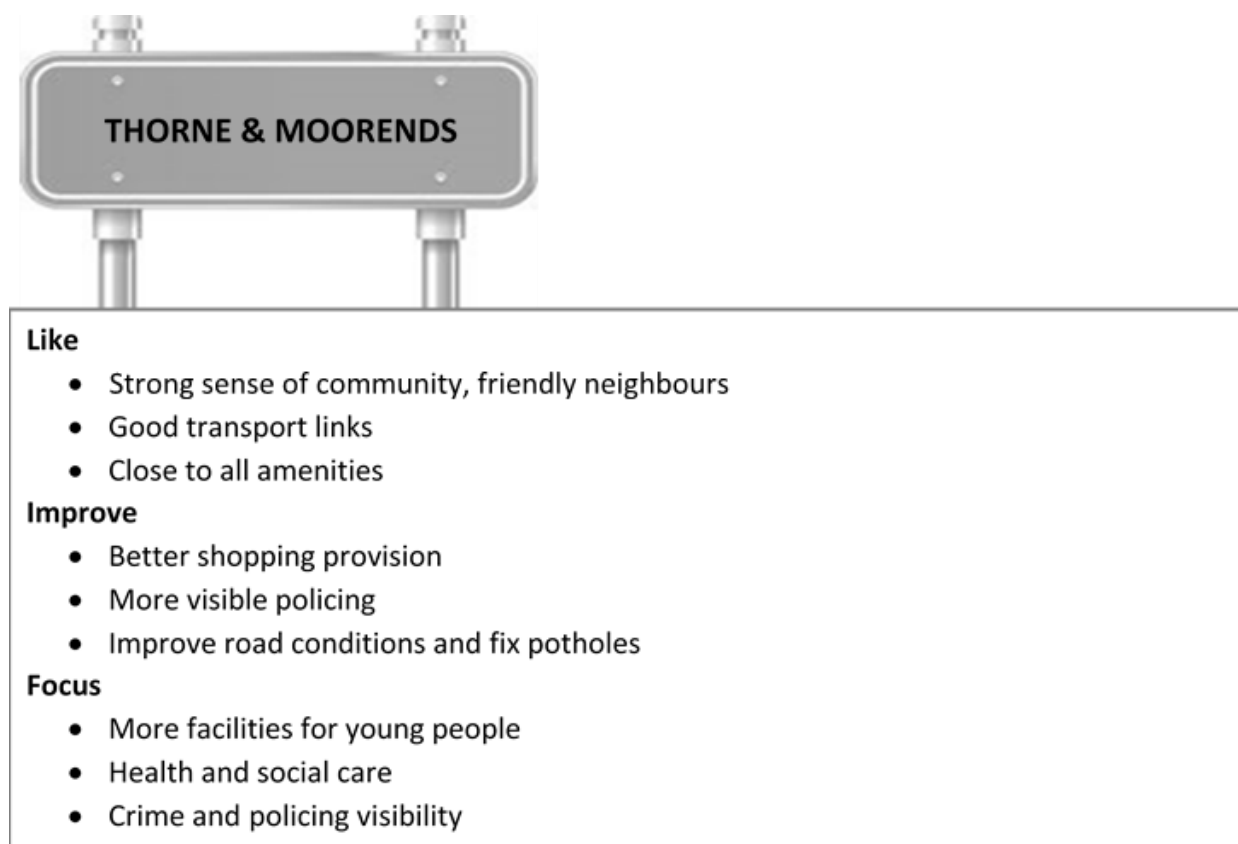 THORNE & MOORENDS
Like
• Strong sense of community, friendly neighbours
• Good transport links
• Close to all amenities
Improve
• Better shopping provision
• More visible policing
• Improve road conditions and fix potholes
Focus
• More facilities for young people
• Health and social care
• Crime and policing visibility